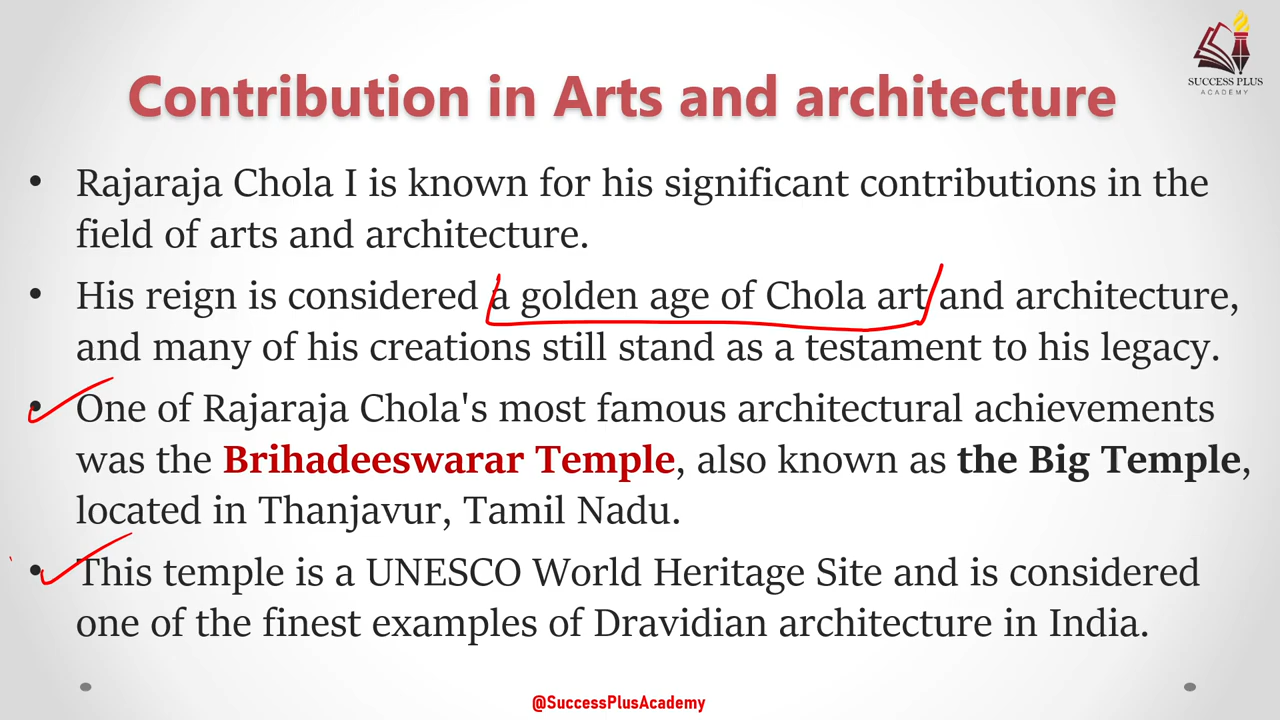 SUCCESS PLUS
ACADEMY
Contribution in Arts and architecture
• Rajaraja Chola I is known for his significant contributions in the
field of arts and architecture.
• His reign is considered a golden age of Chola art and architecture,
and many of his creations still stand as a testament to his legacy.
• One of Rajaraja Chola's most famous architectural achievements
was the Brihadeeswarar Temple, also known as the Big Temple,
located in Thanjavur, Tamil Nadu.
• This temple is a UNESCO World Heritage Site and is considered
one of the finest examples of Dravidian architecture in India.
@SuccessPlusAcademy